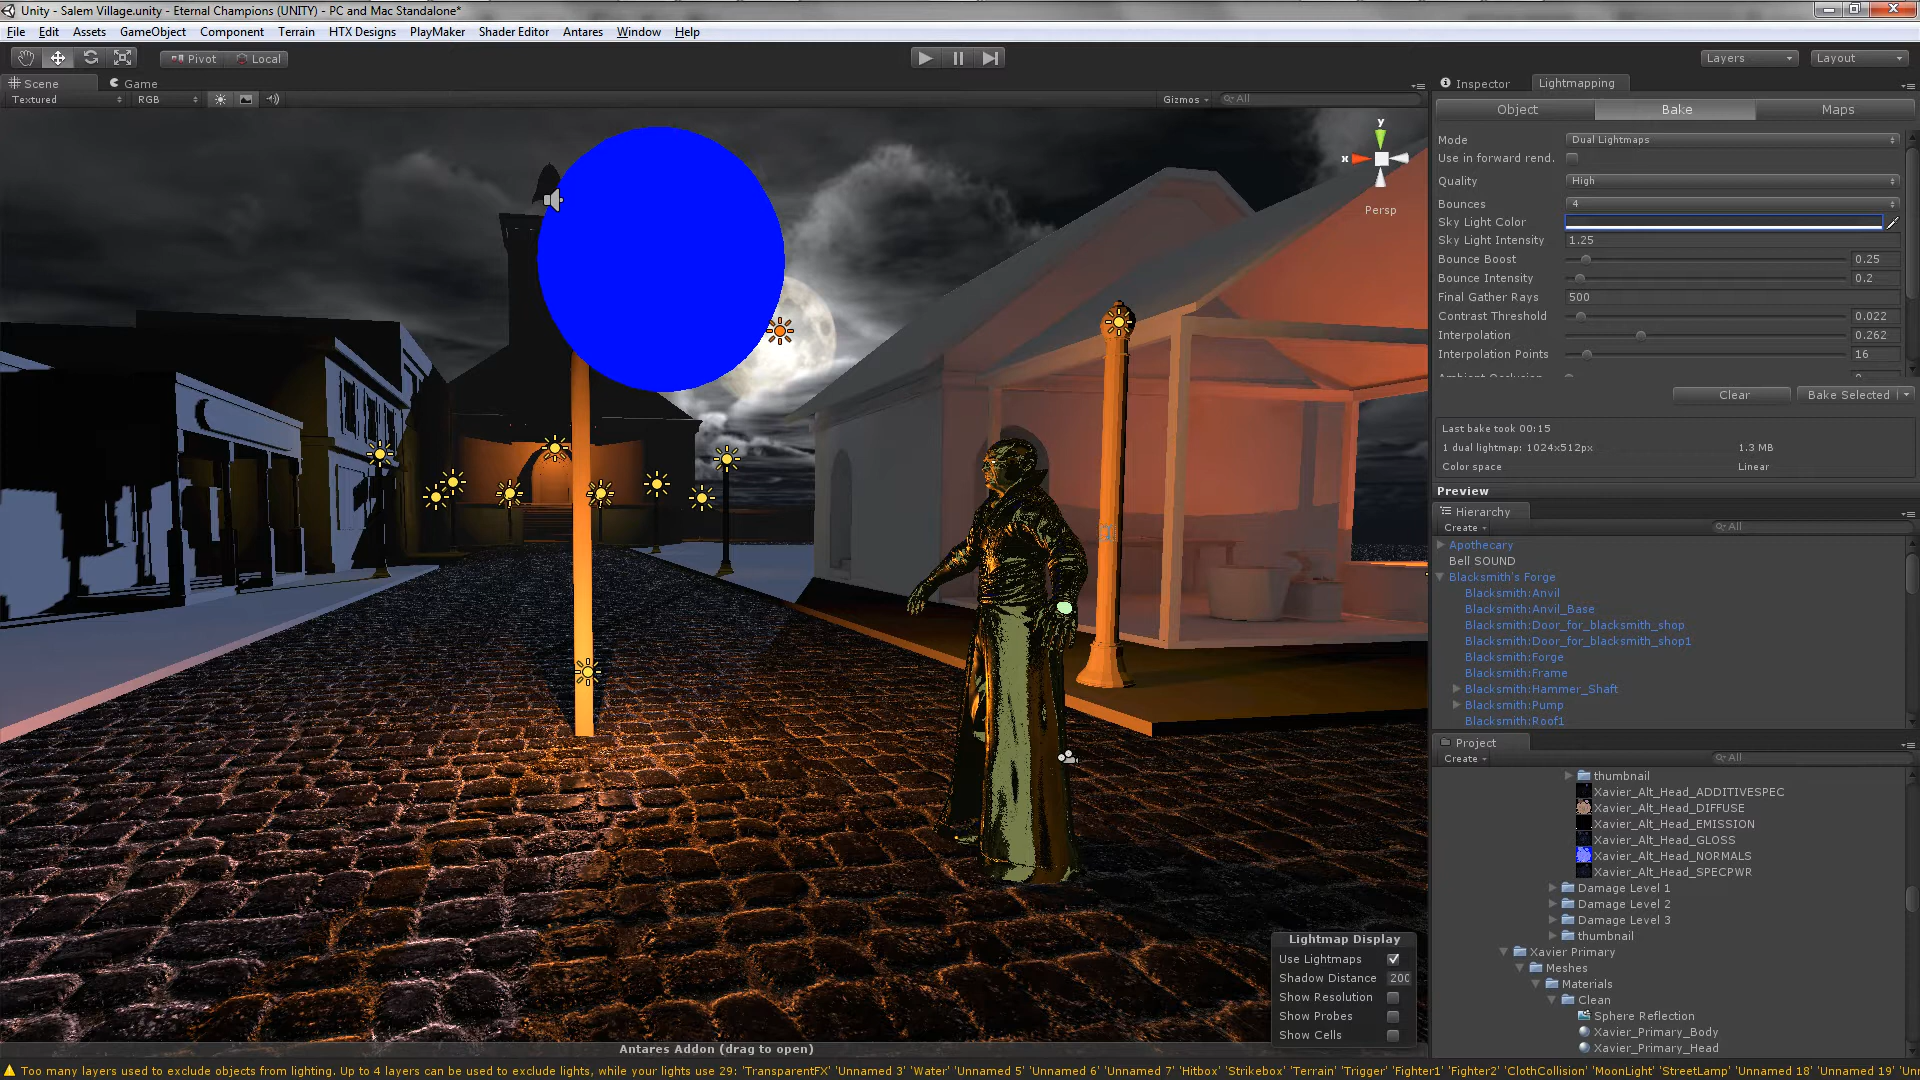 Unity - Salem Village.unity - Eternal Champions (UNITY) - PC and Mac Standalone*
File Edit Assets GameObject Component Terrain HTX Designs PlayMaker Shader Editor Antares Window Help
Pivot Local Layers Layout
Scene Game
Textured RGB Gizmos All
y
x
Persp
Inspector Lightmapping
Object Bake Maps
Mode Dual Lightmaps
Use in forward rend.
Quality High
Bounces 4
Sky Light Color
Sky Light Intensity 1.25
Bounce Boost 0.25
Bounce Intensity 0.2
Final Gather Rays 500
Contrast Threshold 0.022
Interpolation 0.262
Interpolation Points 16
Ambient Occlusion 0
Clear Bake Selected
Last bake took 00:15
1 dual lightmap: 1024x512px 1.3 MB
Color space Linear
Preview
Hierarchy
Create All
Apothecary
Bell SOUND
Blacksmith's Forge
Blacksmith:Anvil
Blacksmith:Anvil_Base
Blacksmith:Door_for_blacksmith_shop
Blacksmith:Door_for_blacksmith_shop1
Blacksmith:Forge
Blacksmith:Frame
Blacksmith:Hammer_Shaft
Blacksmith:Pump
Blacksmith:Roof1
Project
Create All
thumbnail
Xavier_Alt_Head_ADDITIVESPEC
Xavier_Alt_Head_DIFFUSE
Xavier_Alt_Head_EMISSION
Xavier_Alt_Head_GLOSS
Xavier_Alt_Head_NORMALS
Xavier_Alt_Head_SPECPWR
Damage Level 1
Damage Level 2
Damage Level 3
thumbnail
Xavier Primary
Meshes
Materials
Clean
Sphere Reflection
Xavier_Primary_Body
Xavier_Primary_Head
Lightmap Display
Use Lightmaps
Shadow Distance 200
Show Resolution
Show Probes
Show Cells
Antares Addon (drag to open)
Too many layers used to exclude objects from lighting. Up to 4 layers can be used to exclude lights, while your lights use 29: 'TransparentFX' 'Unnamed 3' 'Water' 'Unnamed 5' 'Unnamed 6' 'Unnamed 7' 'Hitbox' 'Strikebox' 'Terrain' 'Trigger' 'Fighter1' 'Fighter2' 'ClothCollision' 'MoonLight' 'StreetLamp' 'Unnamed 18' 'Unnamed 19' 'Un